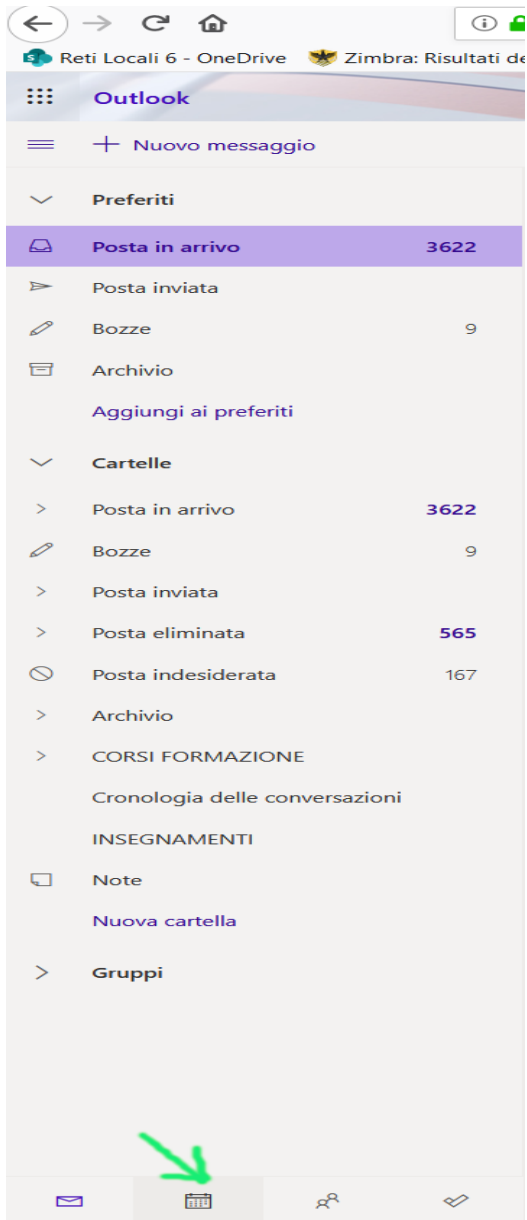 Reti Locali 6 - OneDrive Zimbra: Risultati de
Outlook
Nuovo messaggio
Preferiti
Posta in arrivo 3622
Posta inviata
Bozze 9
Archivio
Aggiungi ai preferiti
Cartelle
Posta in arrivo 3622
Bozze 9
Posta inviata
Posta eliminata 565
Posta indesiderata 167
Archivio
CORSI FORMAZIONE
Cronologia delle conversazioni
INSEGNAMENTI
Note
Nuova cartella
Gruppi